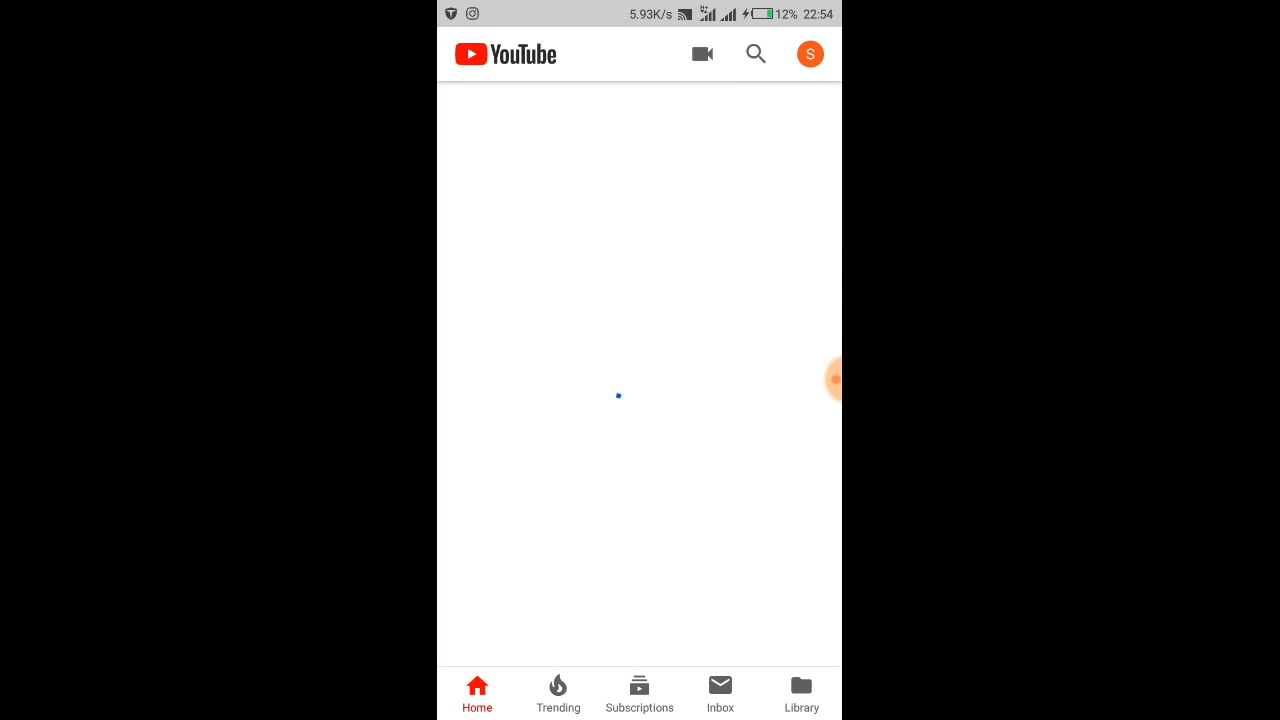 5.93K/s 12% 22:54
YouTube S
Home Trending Subscriptions Inbox Library